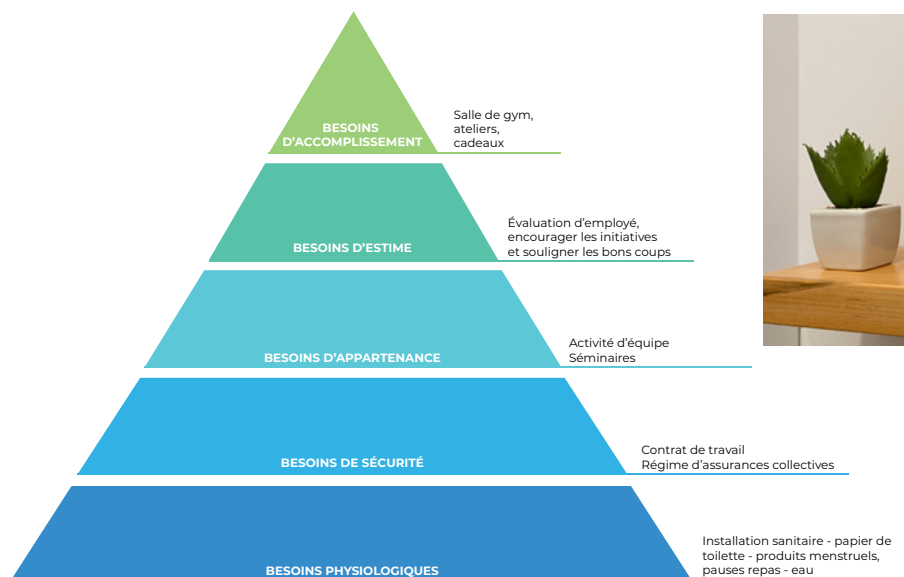 BESOINS
D'ACCOMPLISSEMENT
Salle de gym,
ateliers,
cadeaux
BESOINS D'ESTIME
Évaluation d'employé,
encourager les initiatives
et souligner les bons coups
BESOINS D'APPARTENANCE
Activité d'équipe
Séminaires
BESOINS DE SÉCURITÉ
Contrat de travail
Régime d'assurances collectives
BESOINS PHYSIOLOGIQUES
Installation sanitaire - papier de
toilette - produits menstruels,
pauses repas - eau